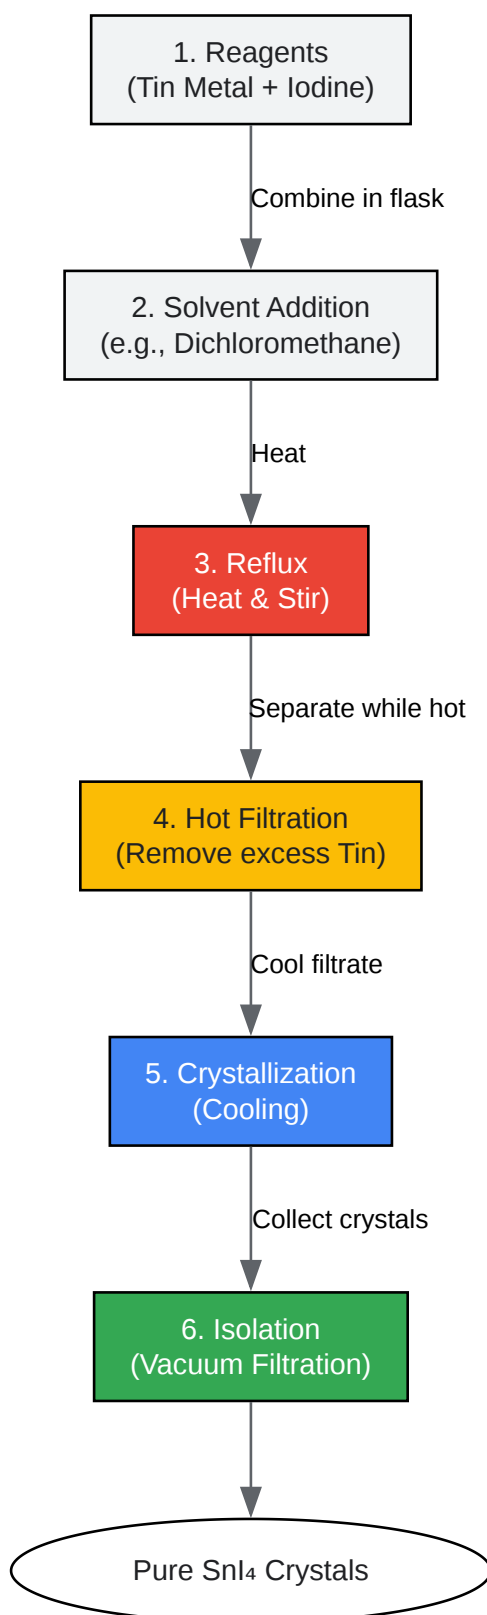 1. Reagents
(Tin Metal + Iodine)
Combine in flask
2. Solvent Addition
(e.g., Dichloromethane)
Heat
3. Reflux
(Heat & Stir)
Separate while hot
4. Hot Filtration
(Remove excess Tin)
Cool filtrate
5. Crystallization
(Cooling)
Collect crystals
6. Isolation
(Vacuum Filtration)
Pure SnI₄ Crystals